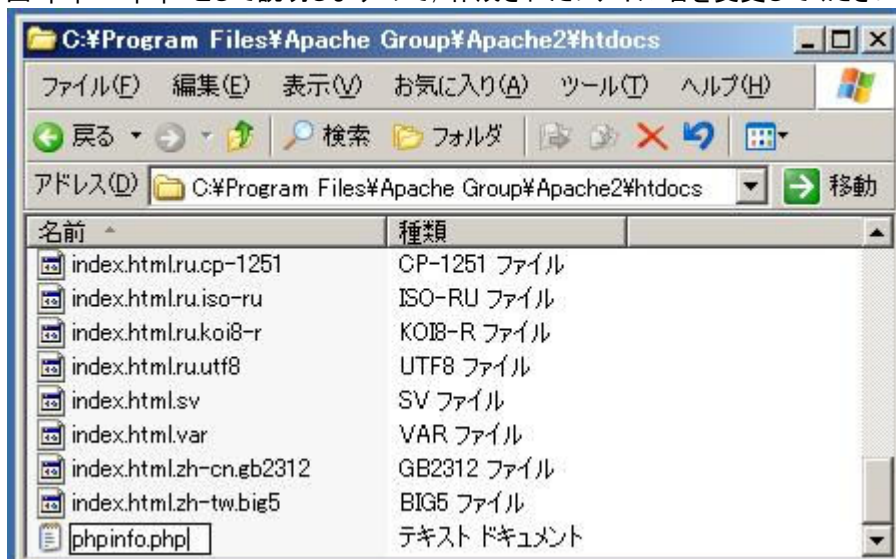 C:¥Program Files¥Apache Group¥Apache2¥htdocs
ファイル(F) 編集(E) 表示(V) お気に入り(A) ツール(T) ヘルプ(H)
戻る 検索 フォルダ
アドレス(D) C:¥Program Files¥Apache Group¥Apache2¥htdocs 移動
名前 種類
index.html.ru.cp-1251 CP-1251 ファイル
index.html.ru.iso-ru ISO-RU ファイル
index.html.ru.koi8-r KOI8-R ファイル
index.html.ru.utf8 UTF8 ファイル
index.html.sv SV ファイル
index.html.var VAR ファイル
index.html.zh-cn.gb2312 GB2312 ファイル
index.html.zh-tw.big5 BIG5 ファイル
phpinfo.php テキスト ドキュメント